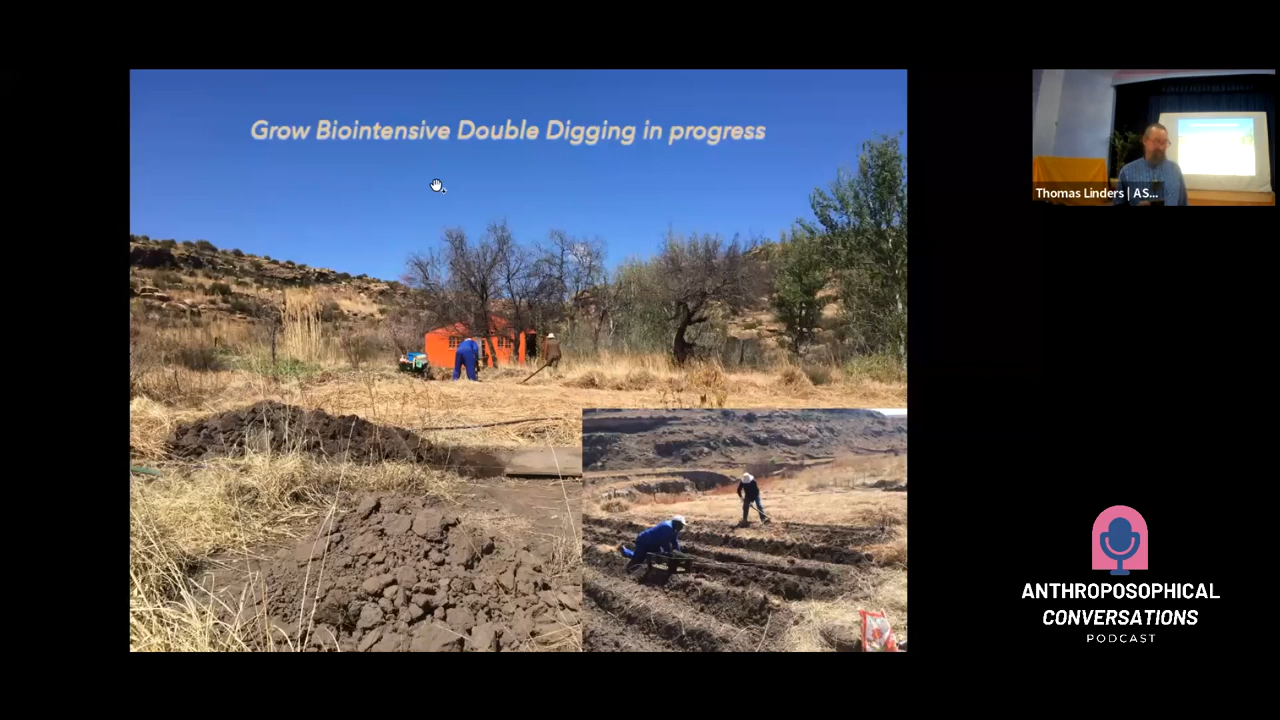 Grow Biointensive Double Digging in progress
Thomas Linders | AS...
ANTHROPOSOPHICAL
CONVERSATIONS
PODCAST